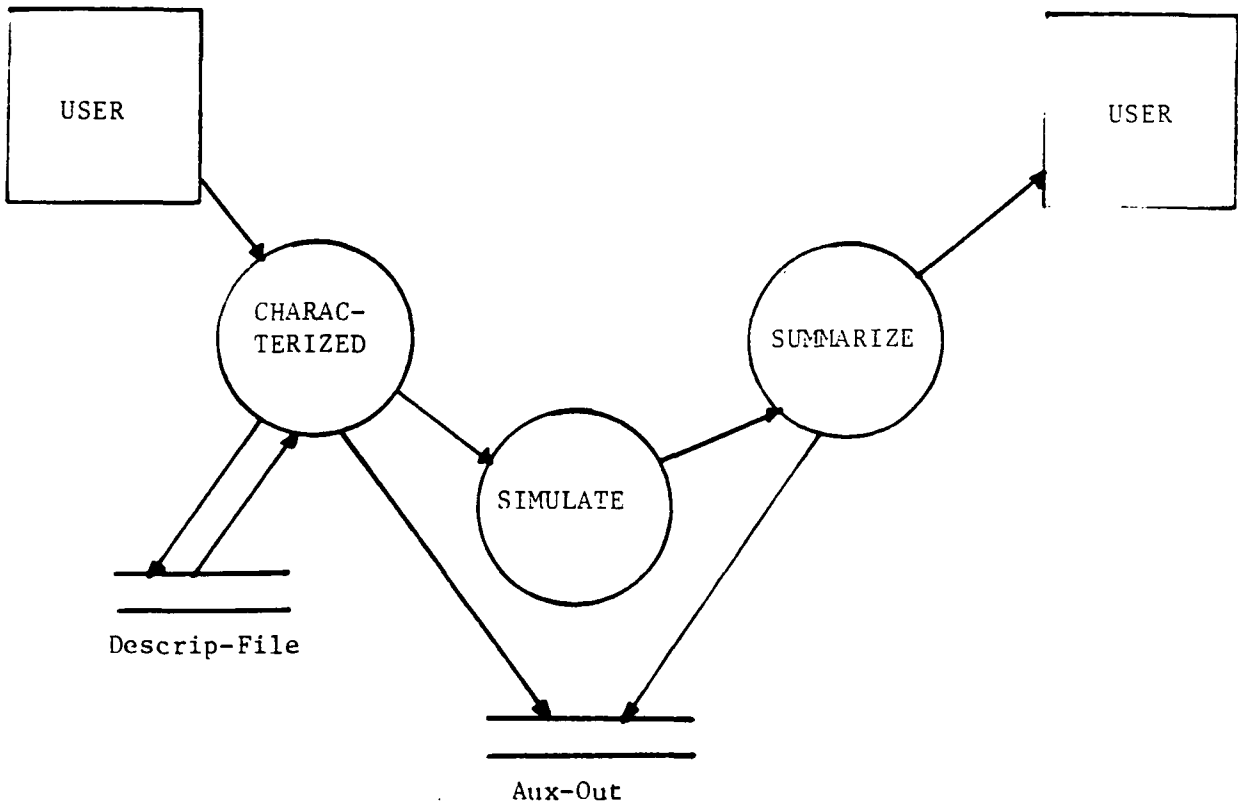 USER
USER
CHARAC-
TERIZED
SUMMARIZE
SIMULATE
Descrip-File
Aux-Out